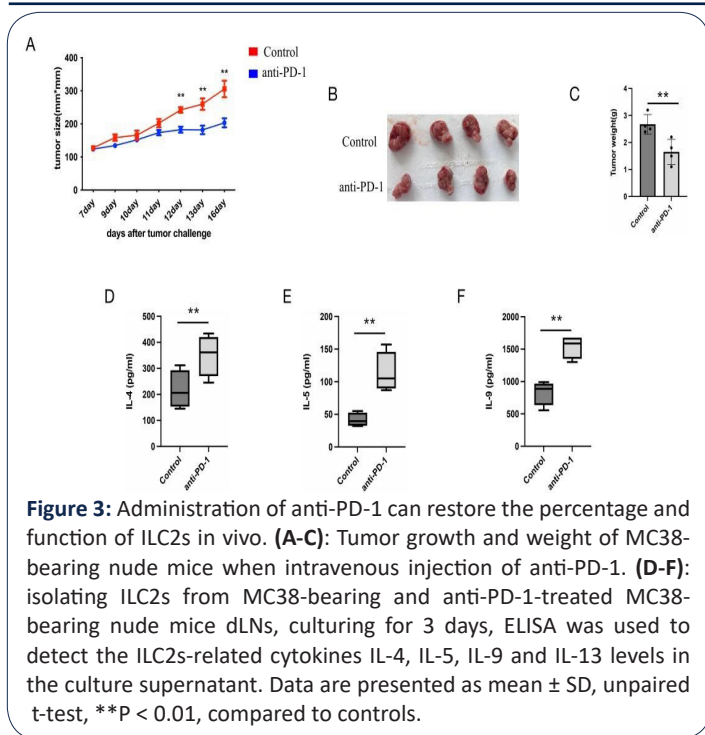 A
Control
anti-PD-1
tumor size(mm*mm)
400
300
200
100
0
**
**
**
7day
9day
10day
11day
12day
13day
16day
days after tumor challenge
B
Control
anti-PD-1
C
Tumor weight(g)
4
3
2
1
0
**
Control
anti-PD-1
D
IL-4 (pg/ml)
500
400
300
200
100
0
**
Control
anti-PD-1
E
IL-5 (pg/ml)
200
150
100
50
0
**
Control
anti-PD-1
F
IL-9 (pg/ml)
2000
1500
1000
500
0
**
Control
anti-PD-1
Figure 3: Administration of anti-PD-1 can restore the percentage and
function of ILC2s in vivo. (A-C): Tumor growth and weight of MC38-
bearing nude mice when intravenous injection of anti-PD-1. (D-F):
isolating ILC2s from MC38-bearing and anti-PD-1-treated MC38-
bearing nude mice dLNs, culturing for 3 days, ELISA was used to
detect the ILC2s-related cytokines IL-4, IL-5, IL-9 and IL-13 levels in
the culture supernatant. Data are presented as mean ± SD, unpaired
t-test, **P < 0.01, compared to controls.